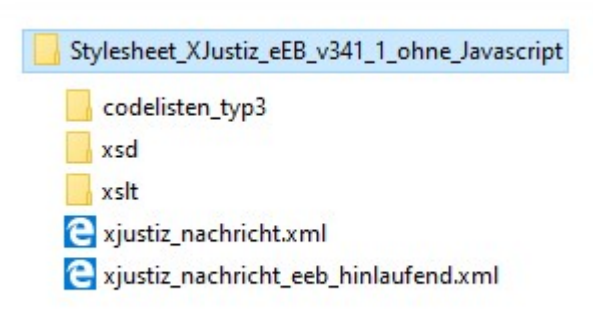 Stylesheet_XJustiz_eEB_v341_1_ohne_Javascript
codelisten_typ3
xsd
xslt
xjustiz_nachricht.xml
xjustiz_nachricht_eeb_hinlaufend.xml